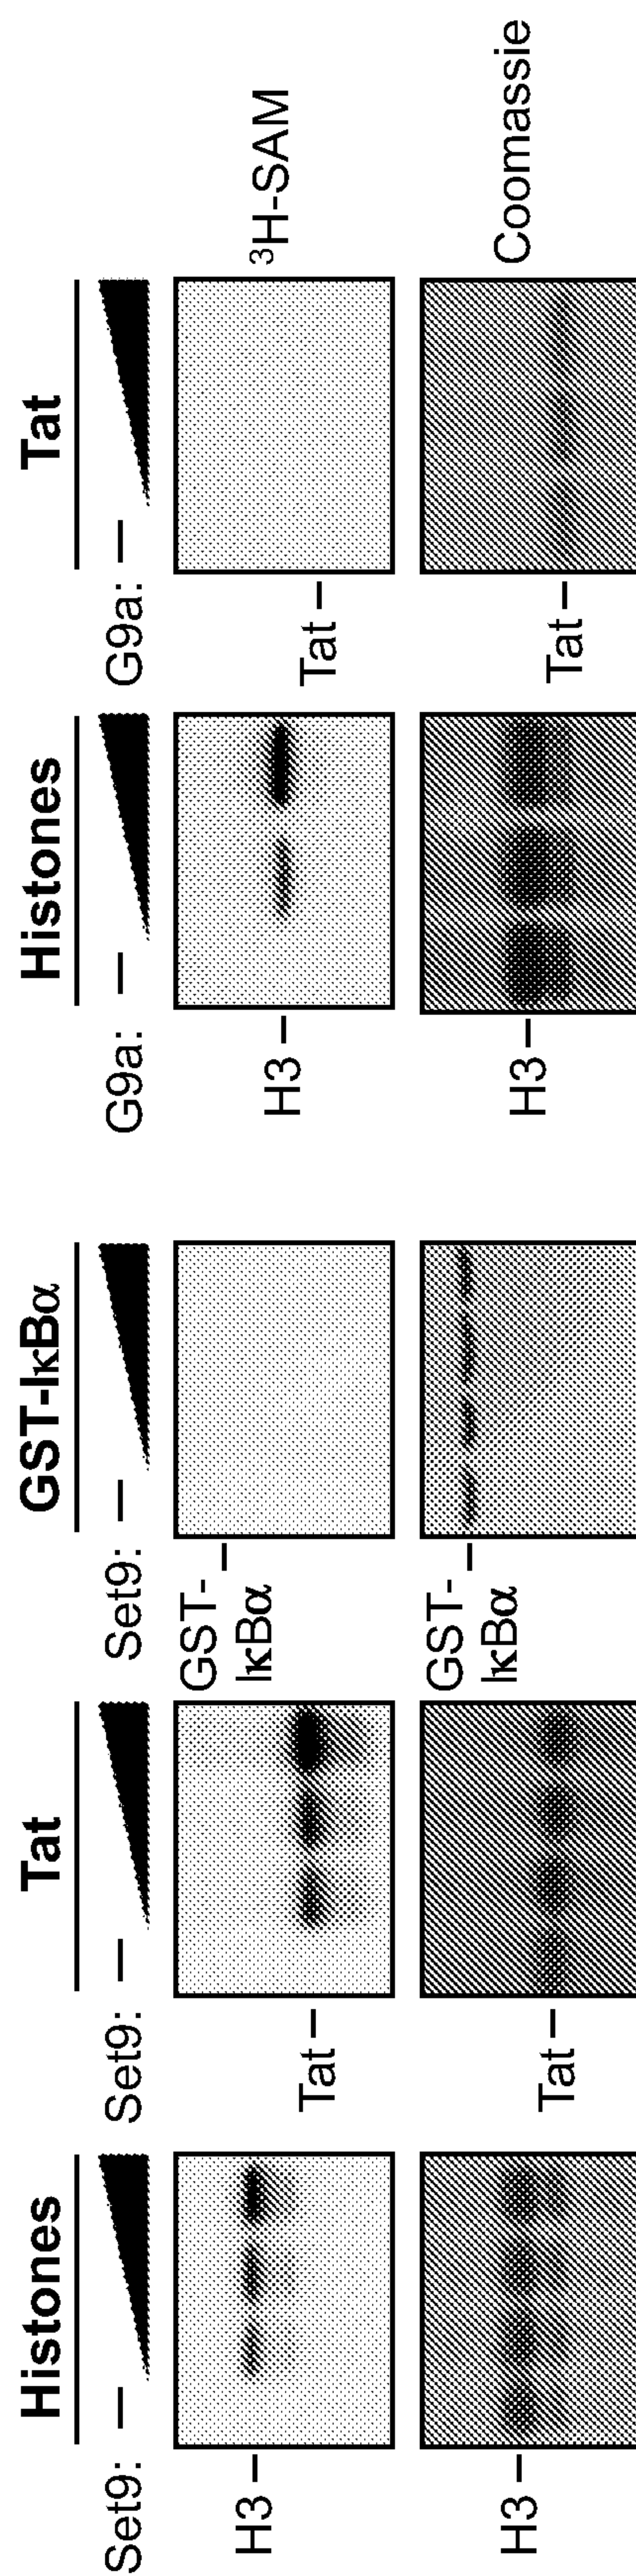 Histones Tat GST-IκBα Histones Tat
Set9: — Set9: — Set9: — G9a: — G9a: —
H3 – Tat – GST-IκBα – H3 – Tat – ³H-SAM
H3 – Tat – GST-IκBα – H3 – Tat – Coomassie